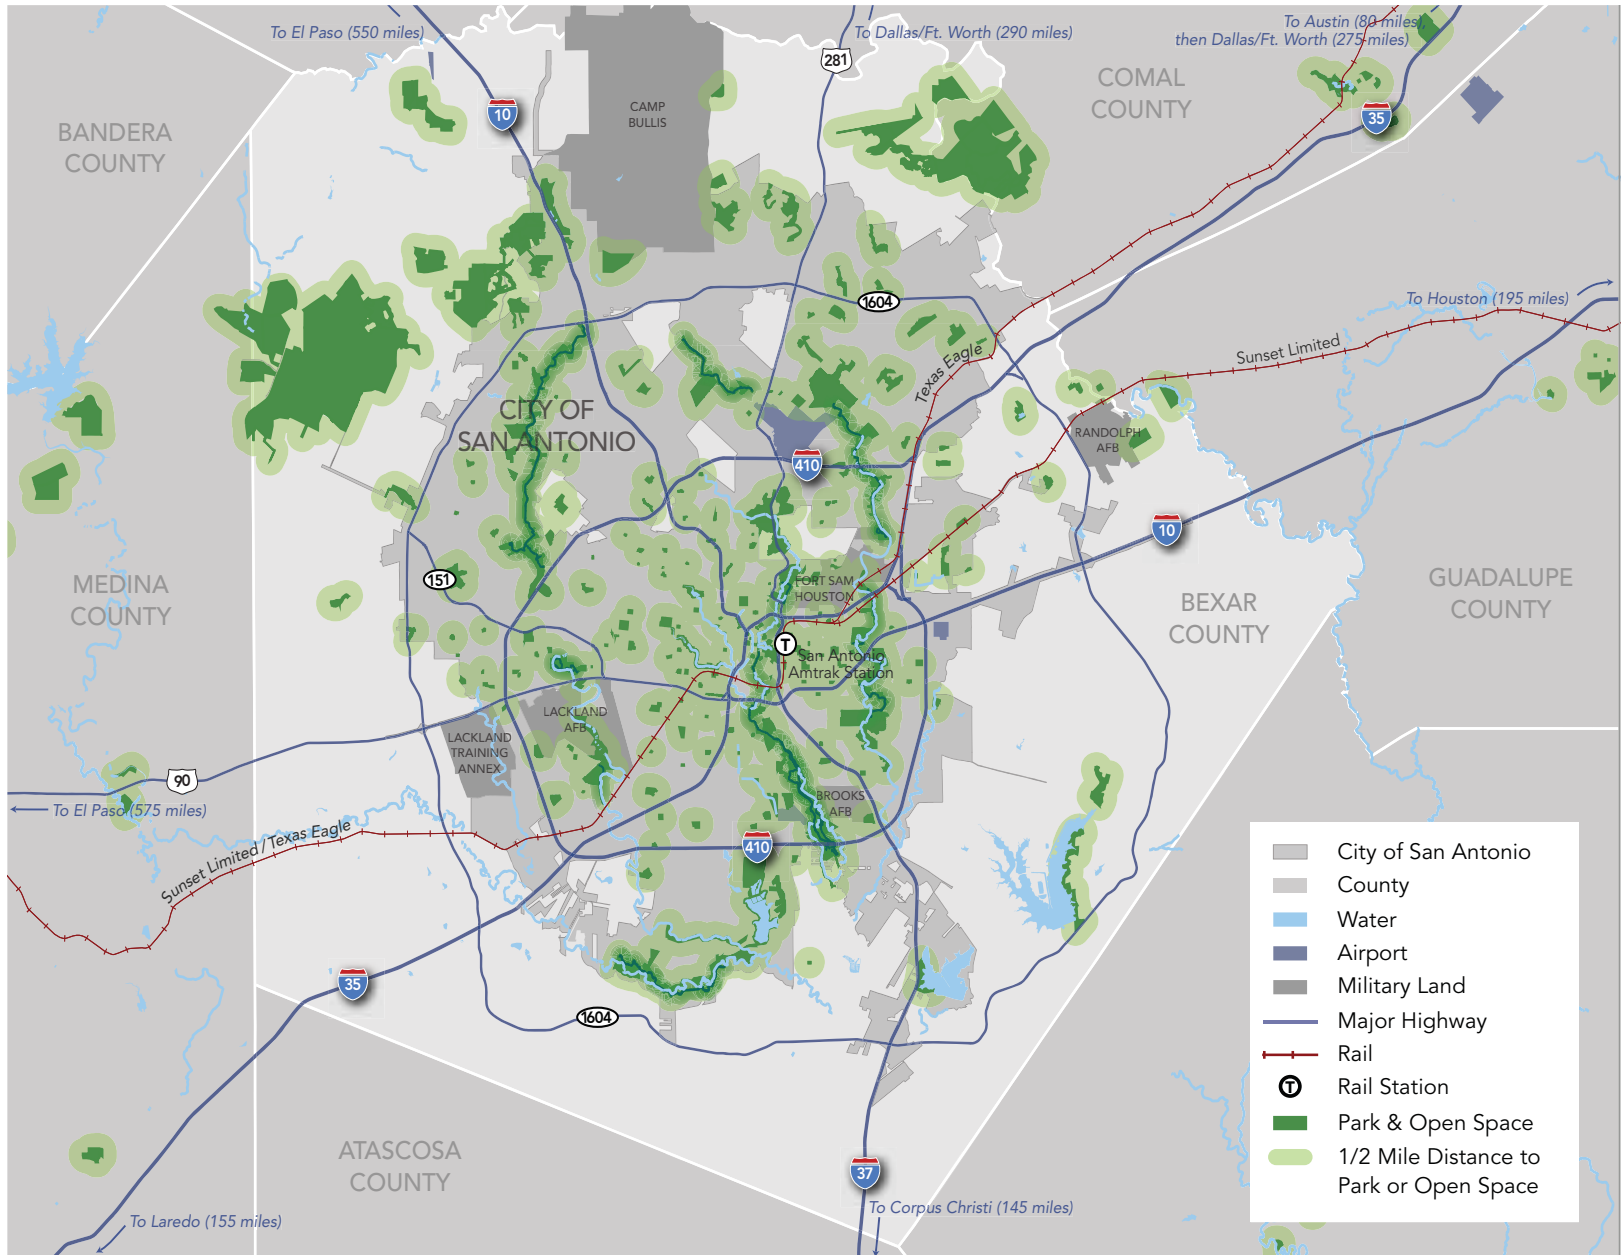 To El Paso (550 miles)
To Dallas/Ft. Worth (290 miles)
To Austin (80 miles),
then Dallas/Ft. Worth (275 miles)
281
COMAL
COUNTY
CAMP
BULLIS
10
35
BANDERA
COUNTY
1604
To Houston (195 miles)
Texas Eagle
Sunset Limited
CITY OF
SAN ANTONIO
RANDOLPH
AFB
410
10
151
MEDINA
COUNTY
FORT SAM
HOUSTON
BEXAR
COUNTY
GUADALUPE
COUNTY
T
San Antonio
Amtrak Station
LACKLAND
AFB
LACKLAND
TRAINING
ANNEX
90
To El Paso (575 miles)
BROOKS
AFB
Sunset Limited / Texas Eagle
410
35
1604
ATASCOSA
COUNTY
37
To Laredo (155 miles)
To Corpus Christi (145 miles)
City of San Antonio
County
Water
Airport
Military Land
Major Highway
Rail
T
Rail Station
Park & Open Space
1/2 Mile Distance to
Park or Open Space